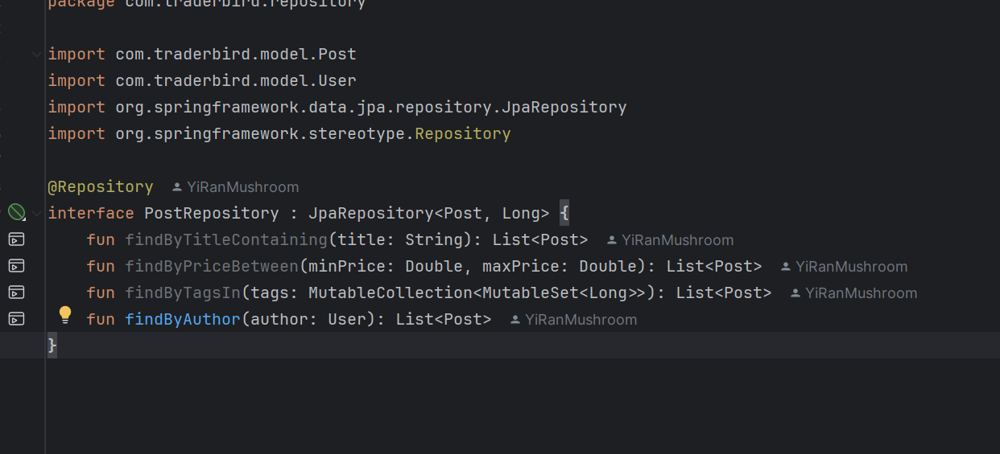 package com.traderbird.repository
import com.traderbird.model.Post
import com.traderbird.model.User
import org.springframework.data.jpa.repository.JpaRepository
import org.springframework.stereotype.Repository
@Repository YiRanMushroom
interface PostRepository : JpaRepository<Post, Long> {
fun findByTitleContaining(title: String): List<Post> YiRanMushroom
fun findByPriceBetween(minPrice: Double, maxPrice: Double): List<Post> YiRanMushroom
fun findByTagsIn(tags: MutableCollection<MutableSet<Long>>): List<Post> YiRanMushroom
fun findByAuthor(author: User): List<Post> YiRanMushroom
}